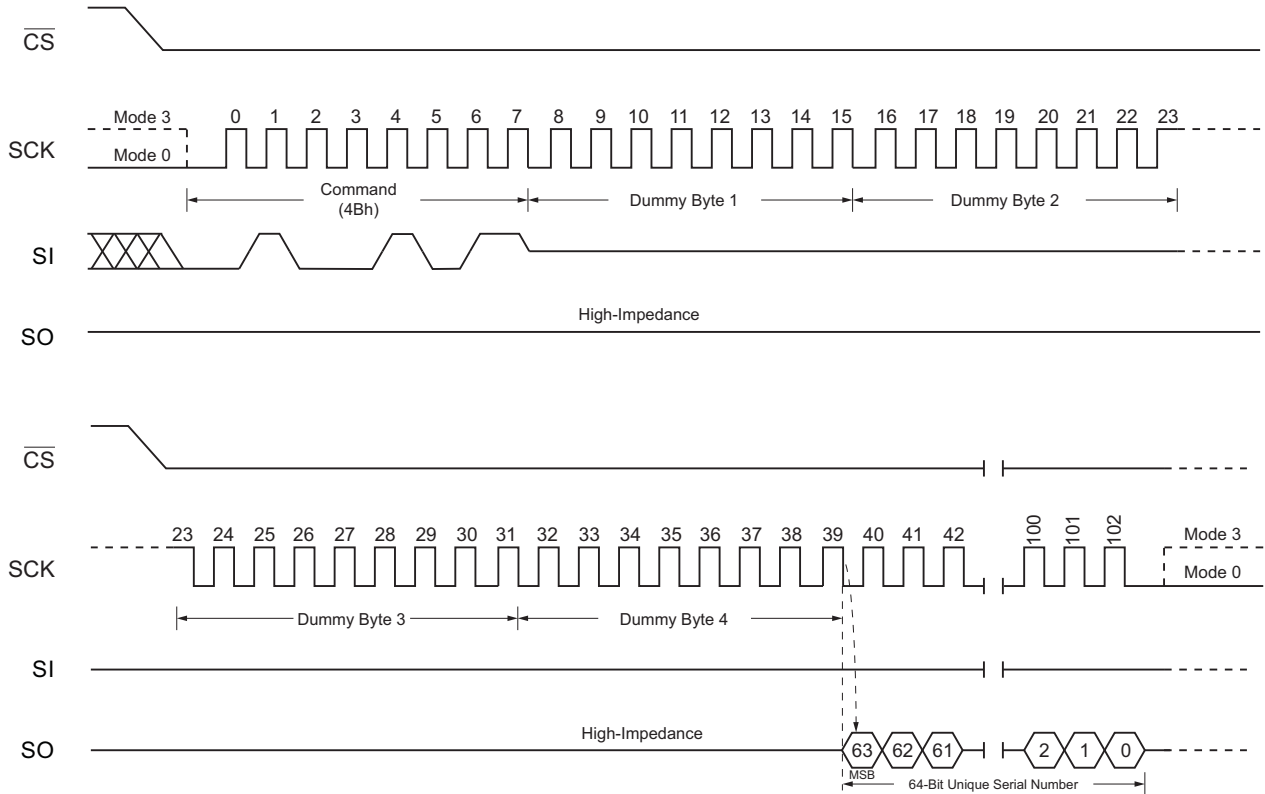 CS
Mode 3
0 1 2 3 4 5 6 7 8 9 10 11 12 13 14 15 16 17 18 19 20 21 22 23
SCK
Mode 0
Command
(4Bh)
Dummy Byte 1
Dummy Byte 2
SI
High-Impedance
SO
CS
23 24 25 26 27 28 29 30 31 32 33 34 35 36 37 38 39 40 41 42 100 101 102
Mode 3
SCK
Mode 0
Dummy Byte 3
Dummy Byte 4
SI
High-Impedance
SO
63 62 61 2 1 0
MSB
64-Bit Unique Serial Number